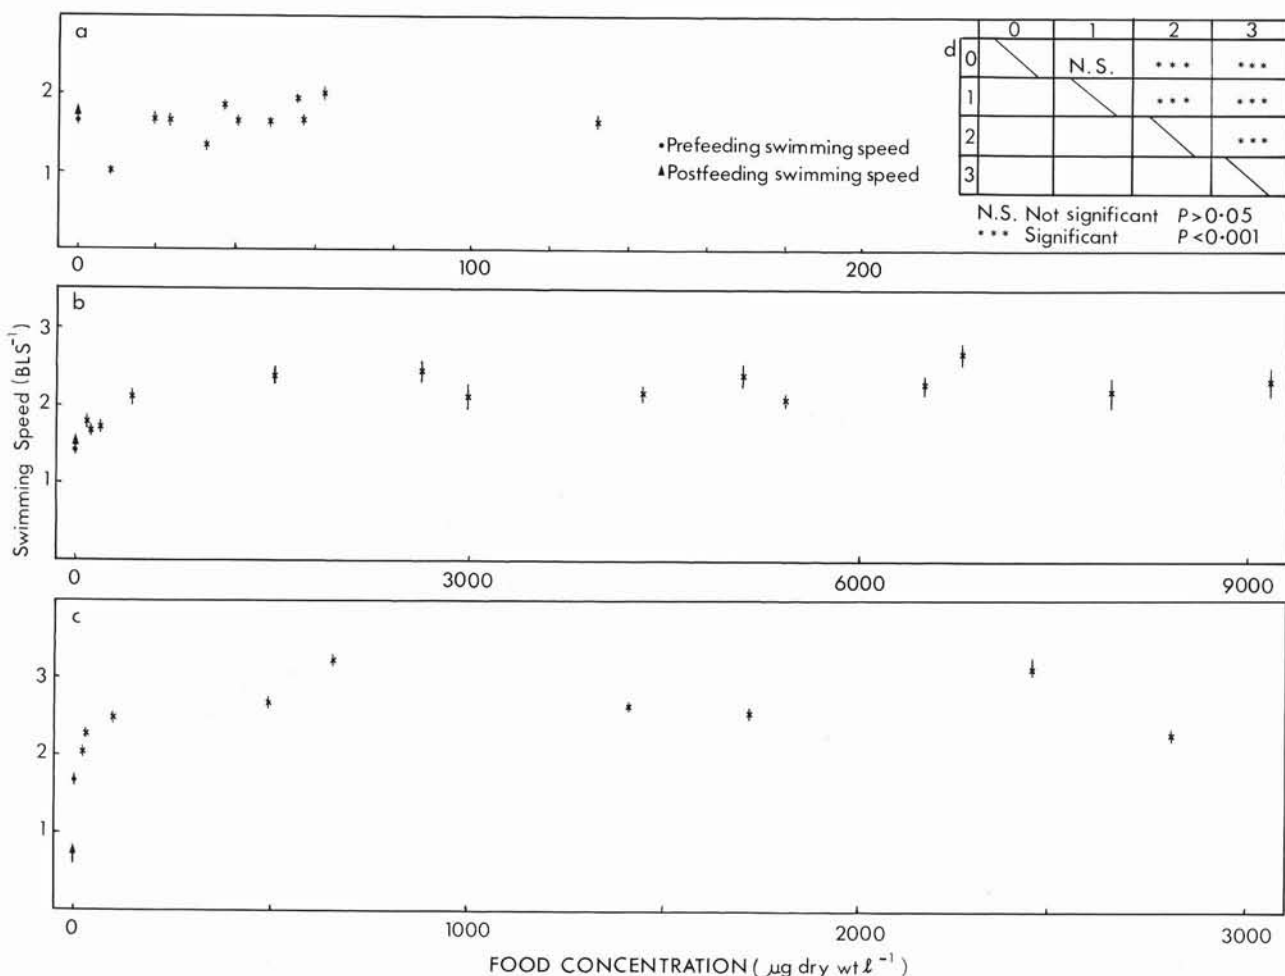 a
2
1
0
100
200
•Prefeeding swimming speed
▲Postfeeding swimming speed
d
0 1 2 3
0 N.S. *** ***
1 *** ***
2 ***
3
N.S. Not significant P>0·05
*** Significant P<0·001
Swimming Speed (BLS⁻¹)
b
3
2
1
0
3000
6000
9000
c
3
2
1
0
1000
2000
3000
FOOD CONCENTRATION (µg dry wt ℓ⁻¹)